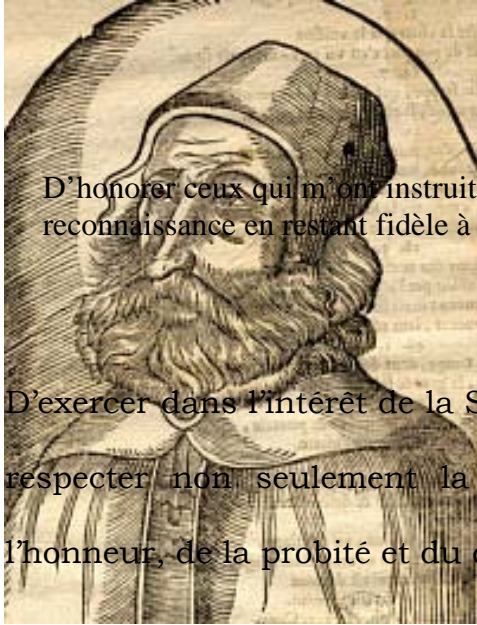 D’honorer ceux qui m’ont instruit
reconnaissance en restant fidèle à
D’exercer dans l’intérêt de la S
respecter non seulement la
l’honneur, de la probité et du